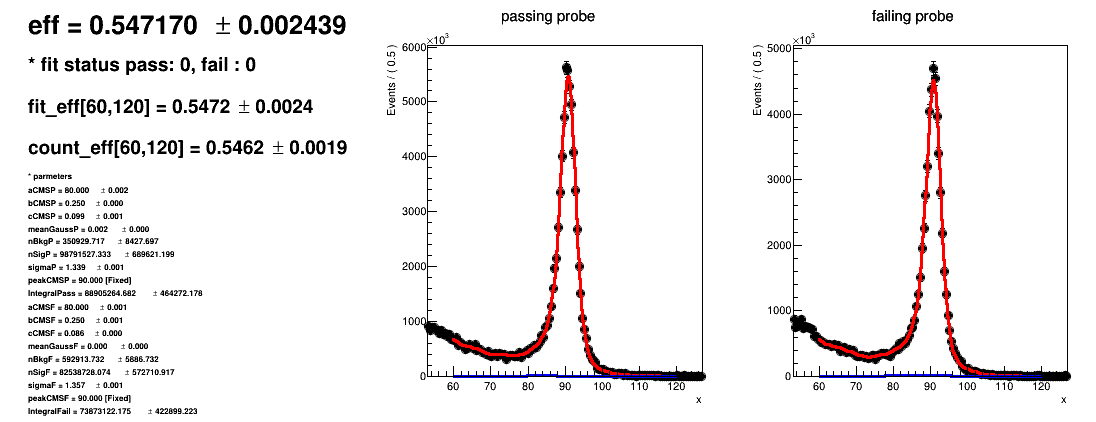 eff = 0.547170 ± 0.002439
* fit status pass: 0, fail : 0
fit_eff[60,120] = 0.5472 ± 0.0024
count_eff[60,120] = 0.5462 ± 0.0019
* parmeters
aCMSP = 80.000 ± 0.002
bCMSP = 0.250 ± 0.000
cCMSP = 0.099 ± 0.001
meanGaussP = 0.002 ± 0.000
nBkgP = 350929.717 ± 8427.697
nSigP = 98791527.333 ± 689621.199
sigmaP = 1.339 ± 0.001
peakCMSP = 90.000 [Fixed]
IntegralPass = 88905264.682 ± 464272.178
aCMSF = 80.000 ± 0.001
bCMSF = 0.250 ± 0.001
cCMSF = 0.086 ± 0.000
meanGaussF = 0.000 ± 0.000
nBkgF = 592913.732 ± 5886.732
nSigF = 82538728.074 ± 572710.917
sigmaF = 1.357 ± 0.001
peakCMSF = 90.000 [Fixed]
IntegralFail = 73873122.175 ± 422899.223
passing probe
×10³
Events / ( 0.5 )
6000
5000
4000
3000
2000
1000
0
60 70 80 90 100 110 120
x
failing probe
×10³
Events / ( 0.5 )
5000
4000
3000
2000
1000
0
60 70 80 90 100 110 120
x